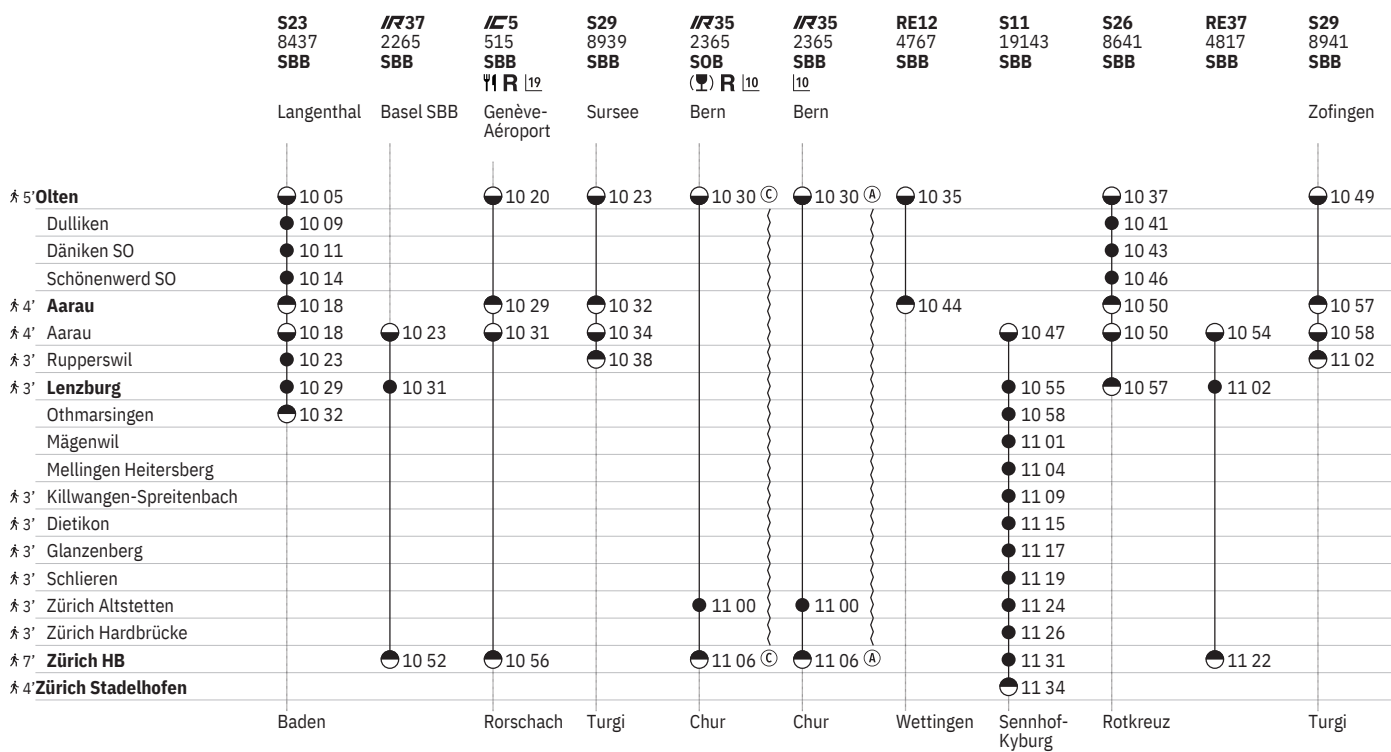 S23 IR37 IC5 S29 IR35 IR35 RE12 S11 S26 RE37 S29
8437 2265 515 8939 2365 2365 4767 19143 8641 4817 8941
SBB SBB SBB SBB SOB SBB SBB SBB SBB SBB SBB
R 19 R 10 10
Langenthal Basel SBB Genève- Sursee Bern Bern Zofingen
Aéroport
5' Olten 10 05 10 20 10 23 10 30 C 10 30 A 10 35 10 37 10 49
Dulliken 10 09 10 41
Däniken SO 10 11 10 43
Schönenwerd SO 10 14 10 46
4' Aarau 10 18 10 29 10 32 10 44 10 50 10 57
4' Aarau 10 18 10 23 10 31 10 34 10 47 10 50 10 54 10 58
3' Rupperswil 10 23 10 38 11 02
3' Lenzburg 10 29 10 31 10 55 10 57 11 02
Othmarsingen 10 32 10 58
Mägenwil 11 01
Mellingen Heitersberg 11 04
3' Killwangen-Spreitenbach 11 09
3' Dietikon 11 15
3' Glanzenberg 11 17
3' Schlieren 11 19
3' Zürich Altstetten 11 00 11 00 11 24
3' Zürich Hardbrücke 11 26
7' Zürich HB 10 52 10 56 11 06 C 11 06 A 11 31 11 22
4' Zürich Stadelhofen 11 34
Baden Rorschach Turgi Chur Chur Wettingen Sennhof- Rotkreuz Turgi
Kyburg